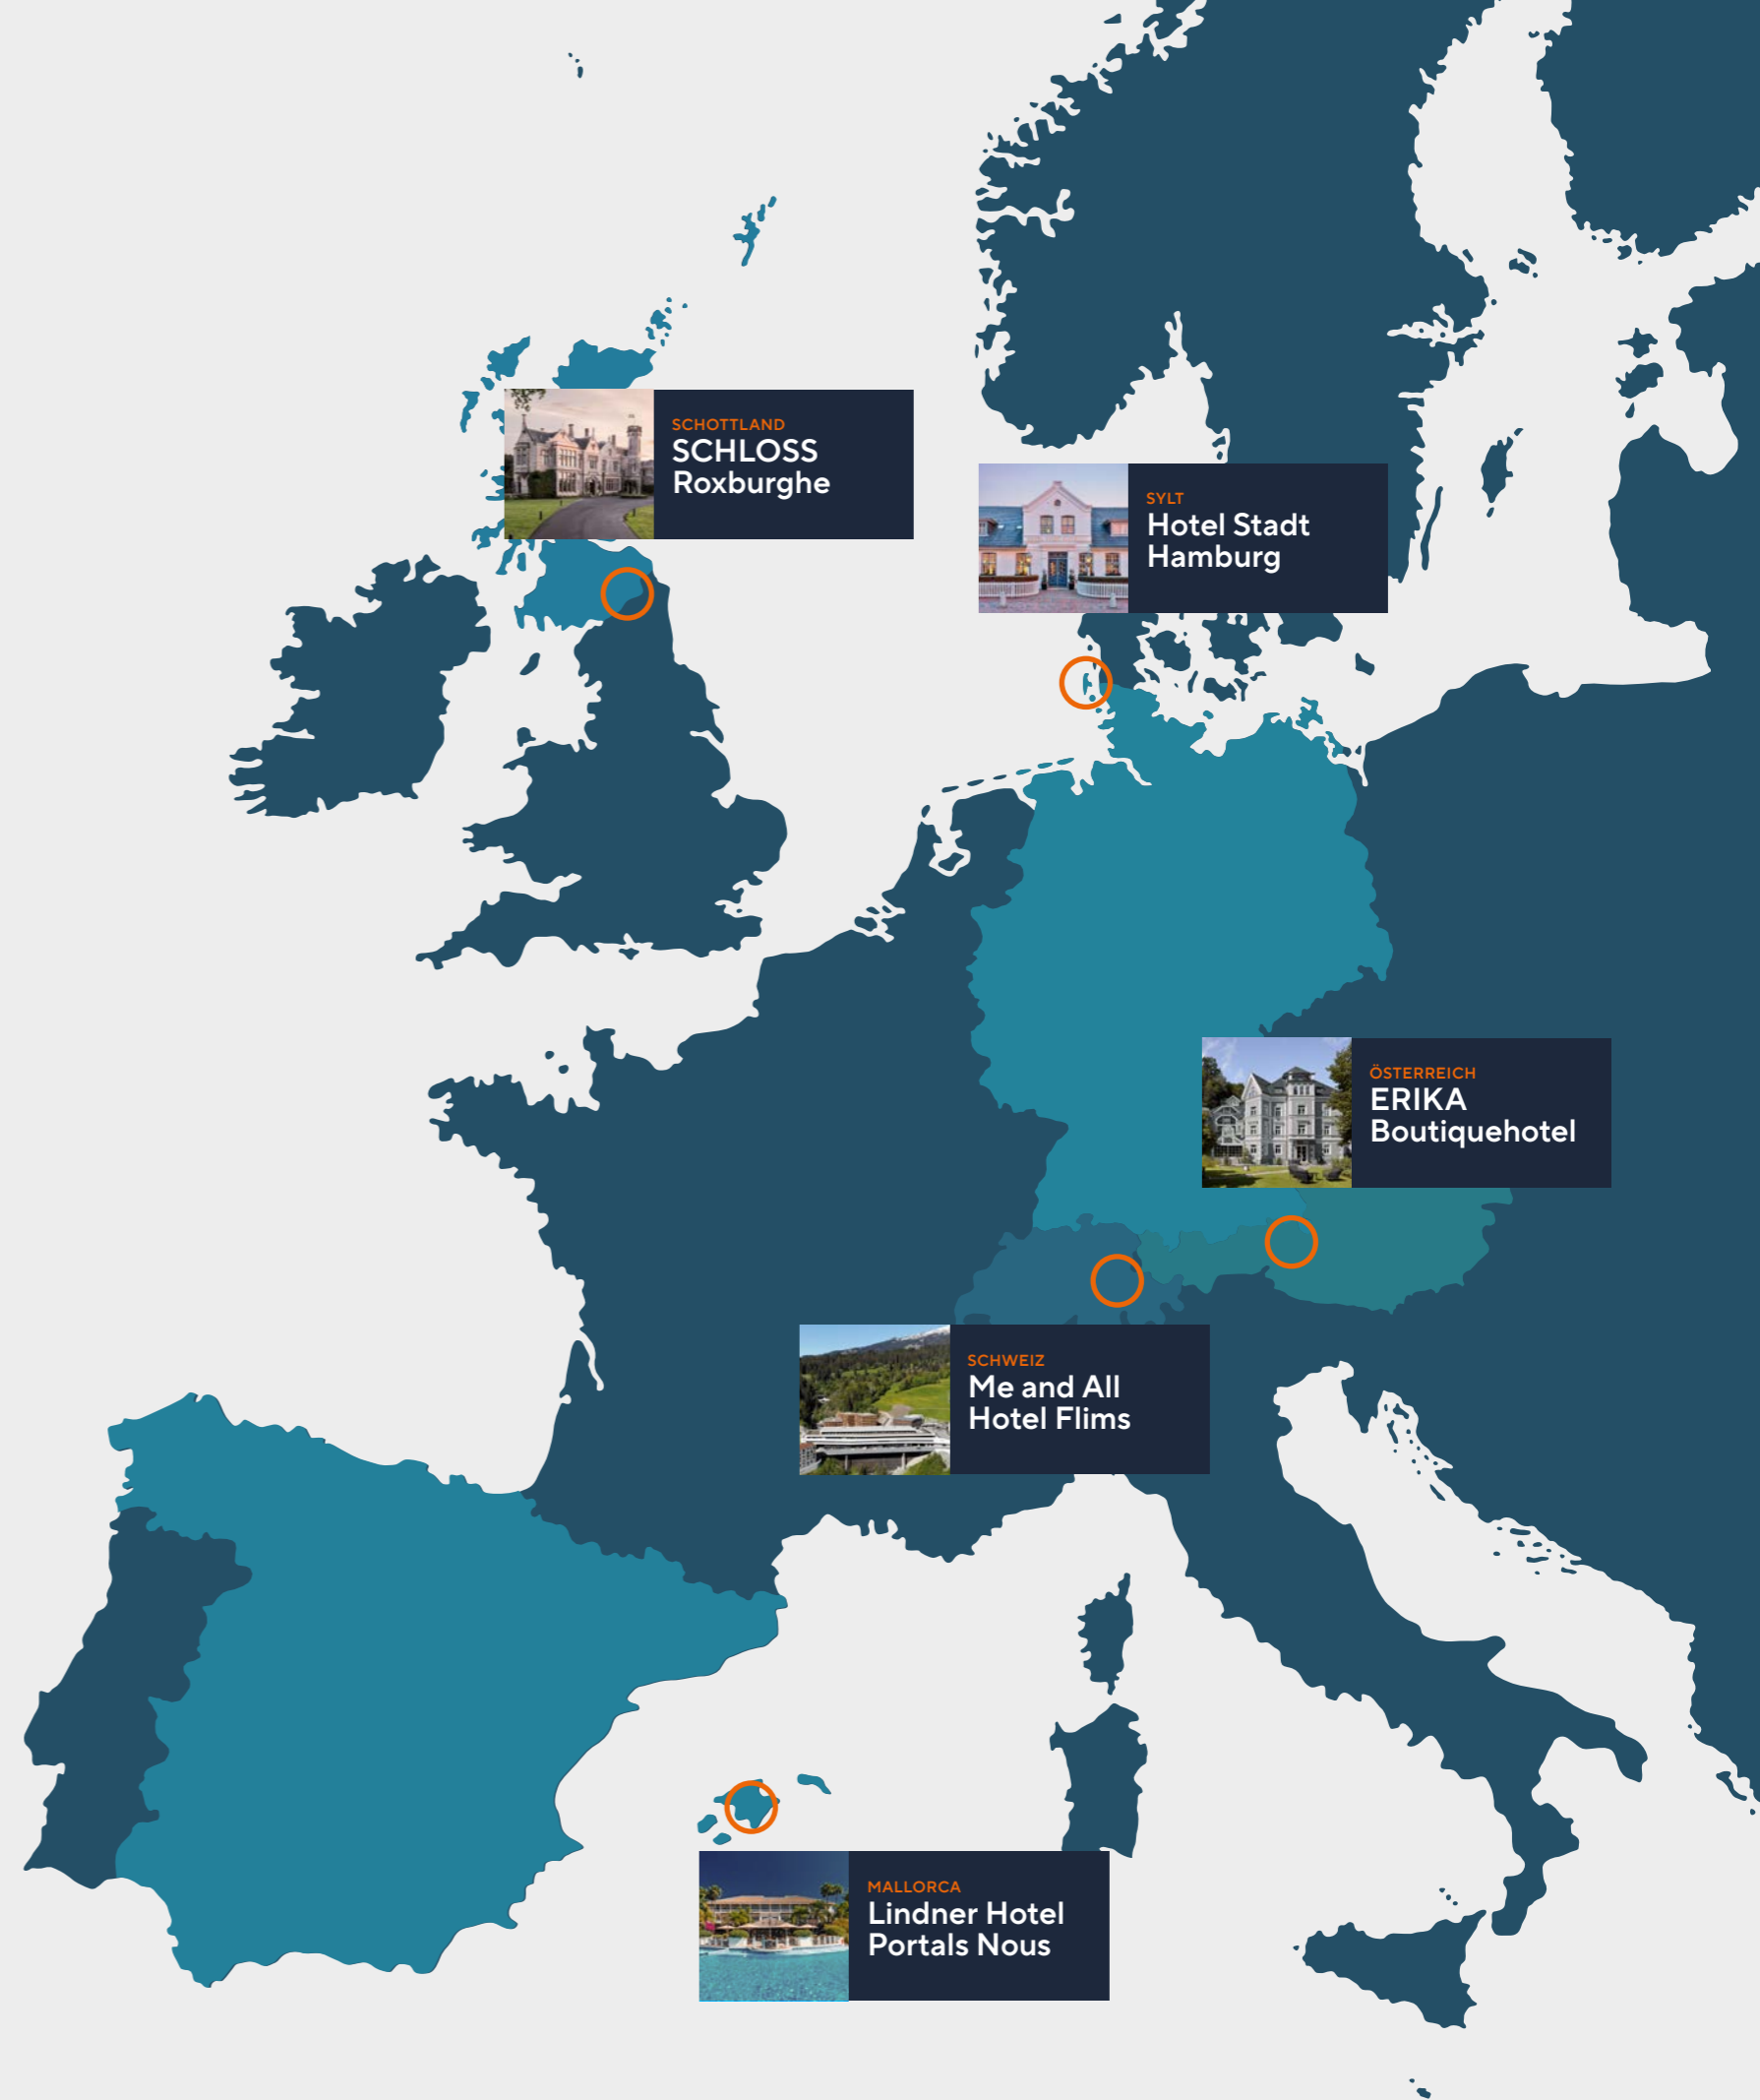 SCHOTTLAND
SCHLOSS
Roxburghe
SYLT
Hotel Stadt
Hamburg
ÖSTERREICH
ERIKA
Boutiquehotel
SCHWEIZ
Me and All
Hotel Flims
MALLORCA
Lindner Hotel
Portals Nous